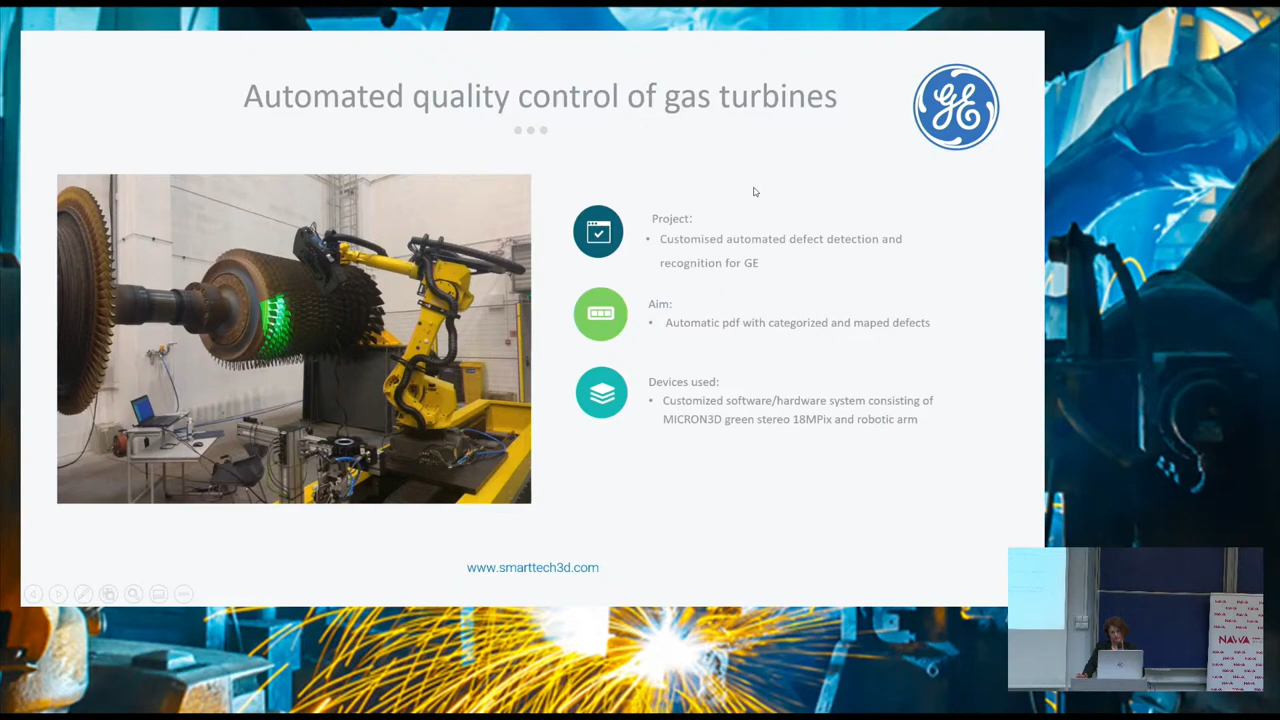 Automated quality control of gas turbines
GE
Project:
• Customised automated defect detection and
recognition for GE
Aim:
• Automatic pdf with categorized and maped defects
Devices used:
• Customized software/hardware system consisting of
MICRON3D green stereo 18MPix and robotic arm
www.smarttech3d.com
NAWA